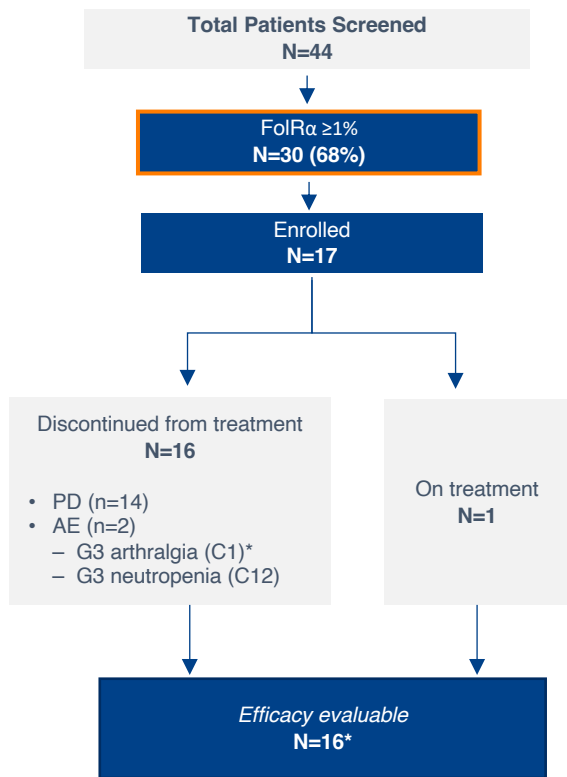 Total Patients Screened
N=44
FolRα ≥1%
N=30 (68%)
Enrolled
N=17
Discontinued from treatment
N=16
• PD (n=14)
• AE (n=2)
– G3 arthralgia (C1)*
– G3 neutropenia (C12)
On treatment
N=1
Efficacy evaluable
N=16*